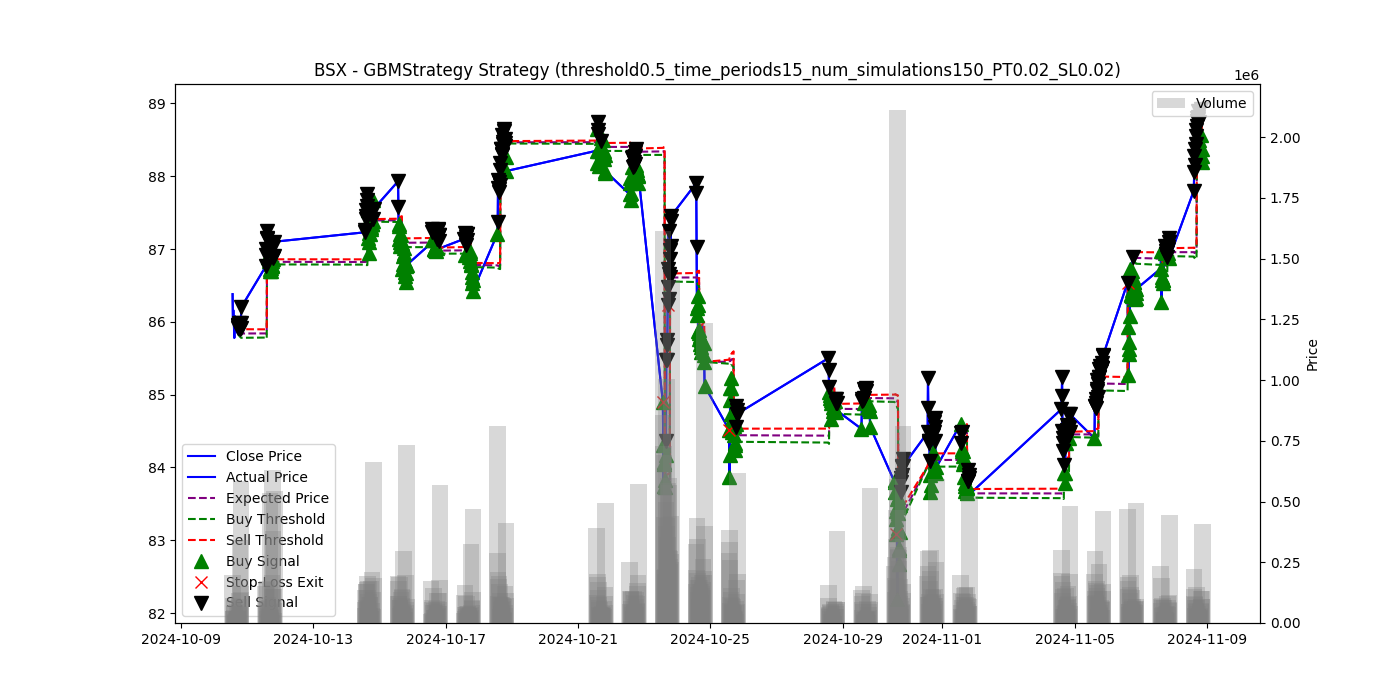 BSX - GBMStrategy Strategy (threshold0.5_time_periods15_num_simulations150_PT0.02_SL0.02)
1e6
89
88
87
86
85
84
83
82
Volume
2.00
1.75
1.50
1.25
1.00
0.75
0.50
0.25
0.00
Price
Close Price
Actual Price
Expected Price
Buy Threshold
Sell Threshold
Buy Signal
Stop-Loss Exit
Sell Signal
2024-10-09
2024-10-13
2024-10-17
2024-10-21
2024-10-25
2024-10-29
2024-11-01
2024-11-05
2024-11-09